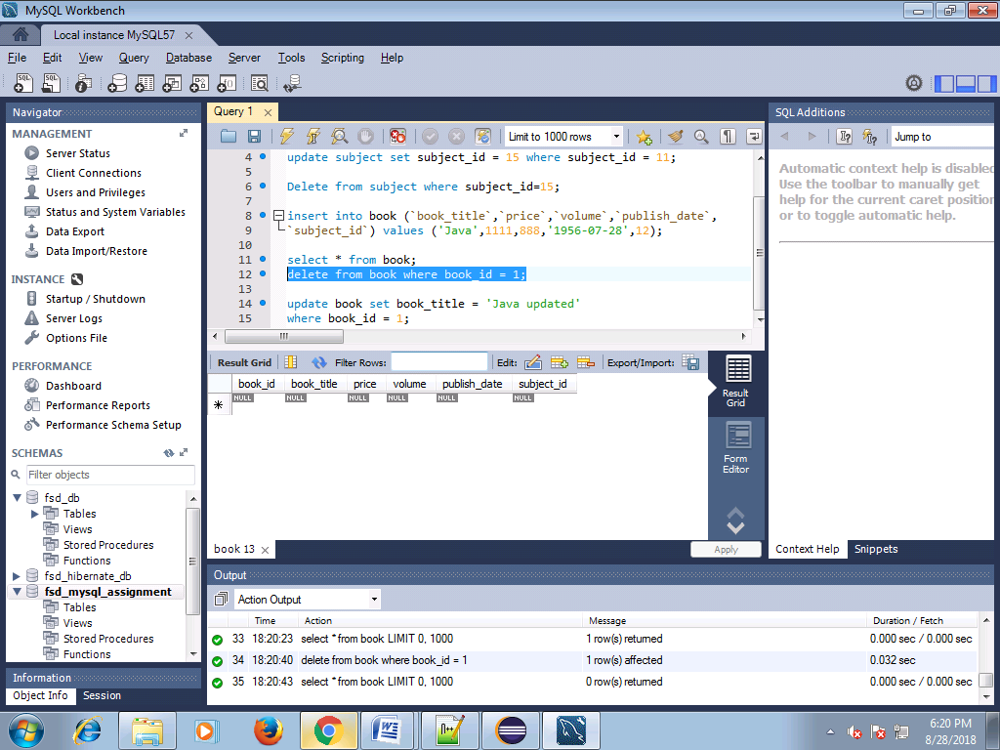 MySQL Workbench
Local instance MySQL57
File Edit View Query Database Server Tools Scripting Help
Navigator
MANAGEMENT
Server Status
Client Connections
Users and Privileges
Status and System Variables
Data Export
Data Import/Restore
INSTANCE
Startup / Shutdown
Server Logs
Options File
PERFORMANCE
Dashboard
Performance Reports
Performance Schema Setup
SCHEMAS
Filter objects
fsd_db
Tables
Views
Stored Procedures
Functions
fsd_hibernate_db
fsd_mysql_assignment
Tables
Views
Stored Procedures
Functions
Information
Object Info Session
Query 1
Limit to 1000 rows
4 update subject set subject_id = 15 where subject_id = 11;
5
6 Delete from subject where subject_id=15;
7
8 insert into book (`book_title`,`price`,`volume`,`publish_date`,
9 `subject_id`) values ('Java',1111,888,'1956-07-28',12);
10
11 select * from book;
12 delete from book where book_id = 1;
13
14 update book set book_title = 'Java updated'
15 where book_id = 1;
Result Grid Filter Rows: Edit: Export/Import:
book_id book_title price volume publish_date subject_id
* NULL NULL NULL NULL NULL NULL
Result
Grid
Form
Editor
book 13
Apply
SQL Additions
Jump to
Automatic context help is disabled
Use the toolbar to manually get
help for the current caret position
or to toggle automatic help.
Context Help Snippets
Output
Action Output
Time Action Message Duration / Fetch
33 18:20:23 select * from book LIMIT 0, 1000 1 row(s) returned 0.000 sec / 0.000 sec
34 18:20:40 delete from book where book_id = 1 1 row(s) affected 0.032 sec
35 18:20:43 select * from book LIMIT 0, 1000 0 row(s) returned 0.000 sec / 0.000 sec
6:20 PM
8/28/2018